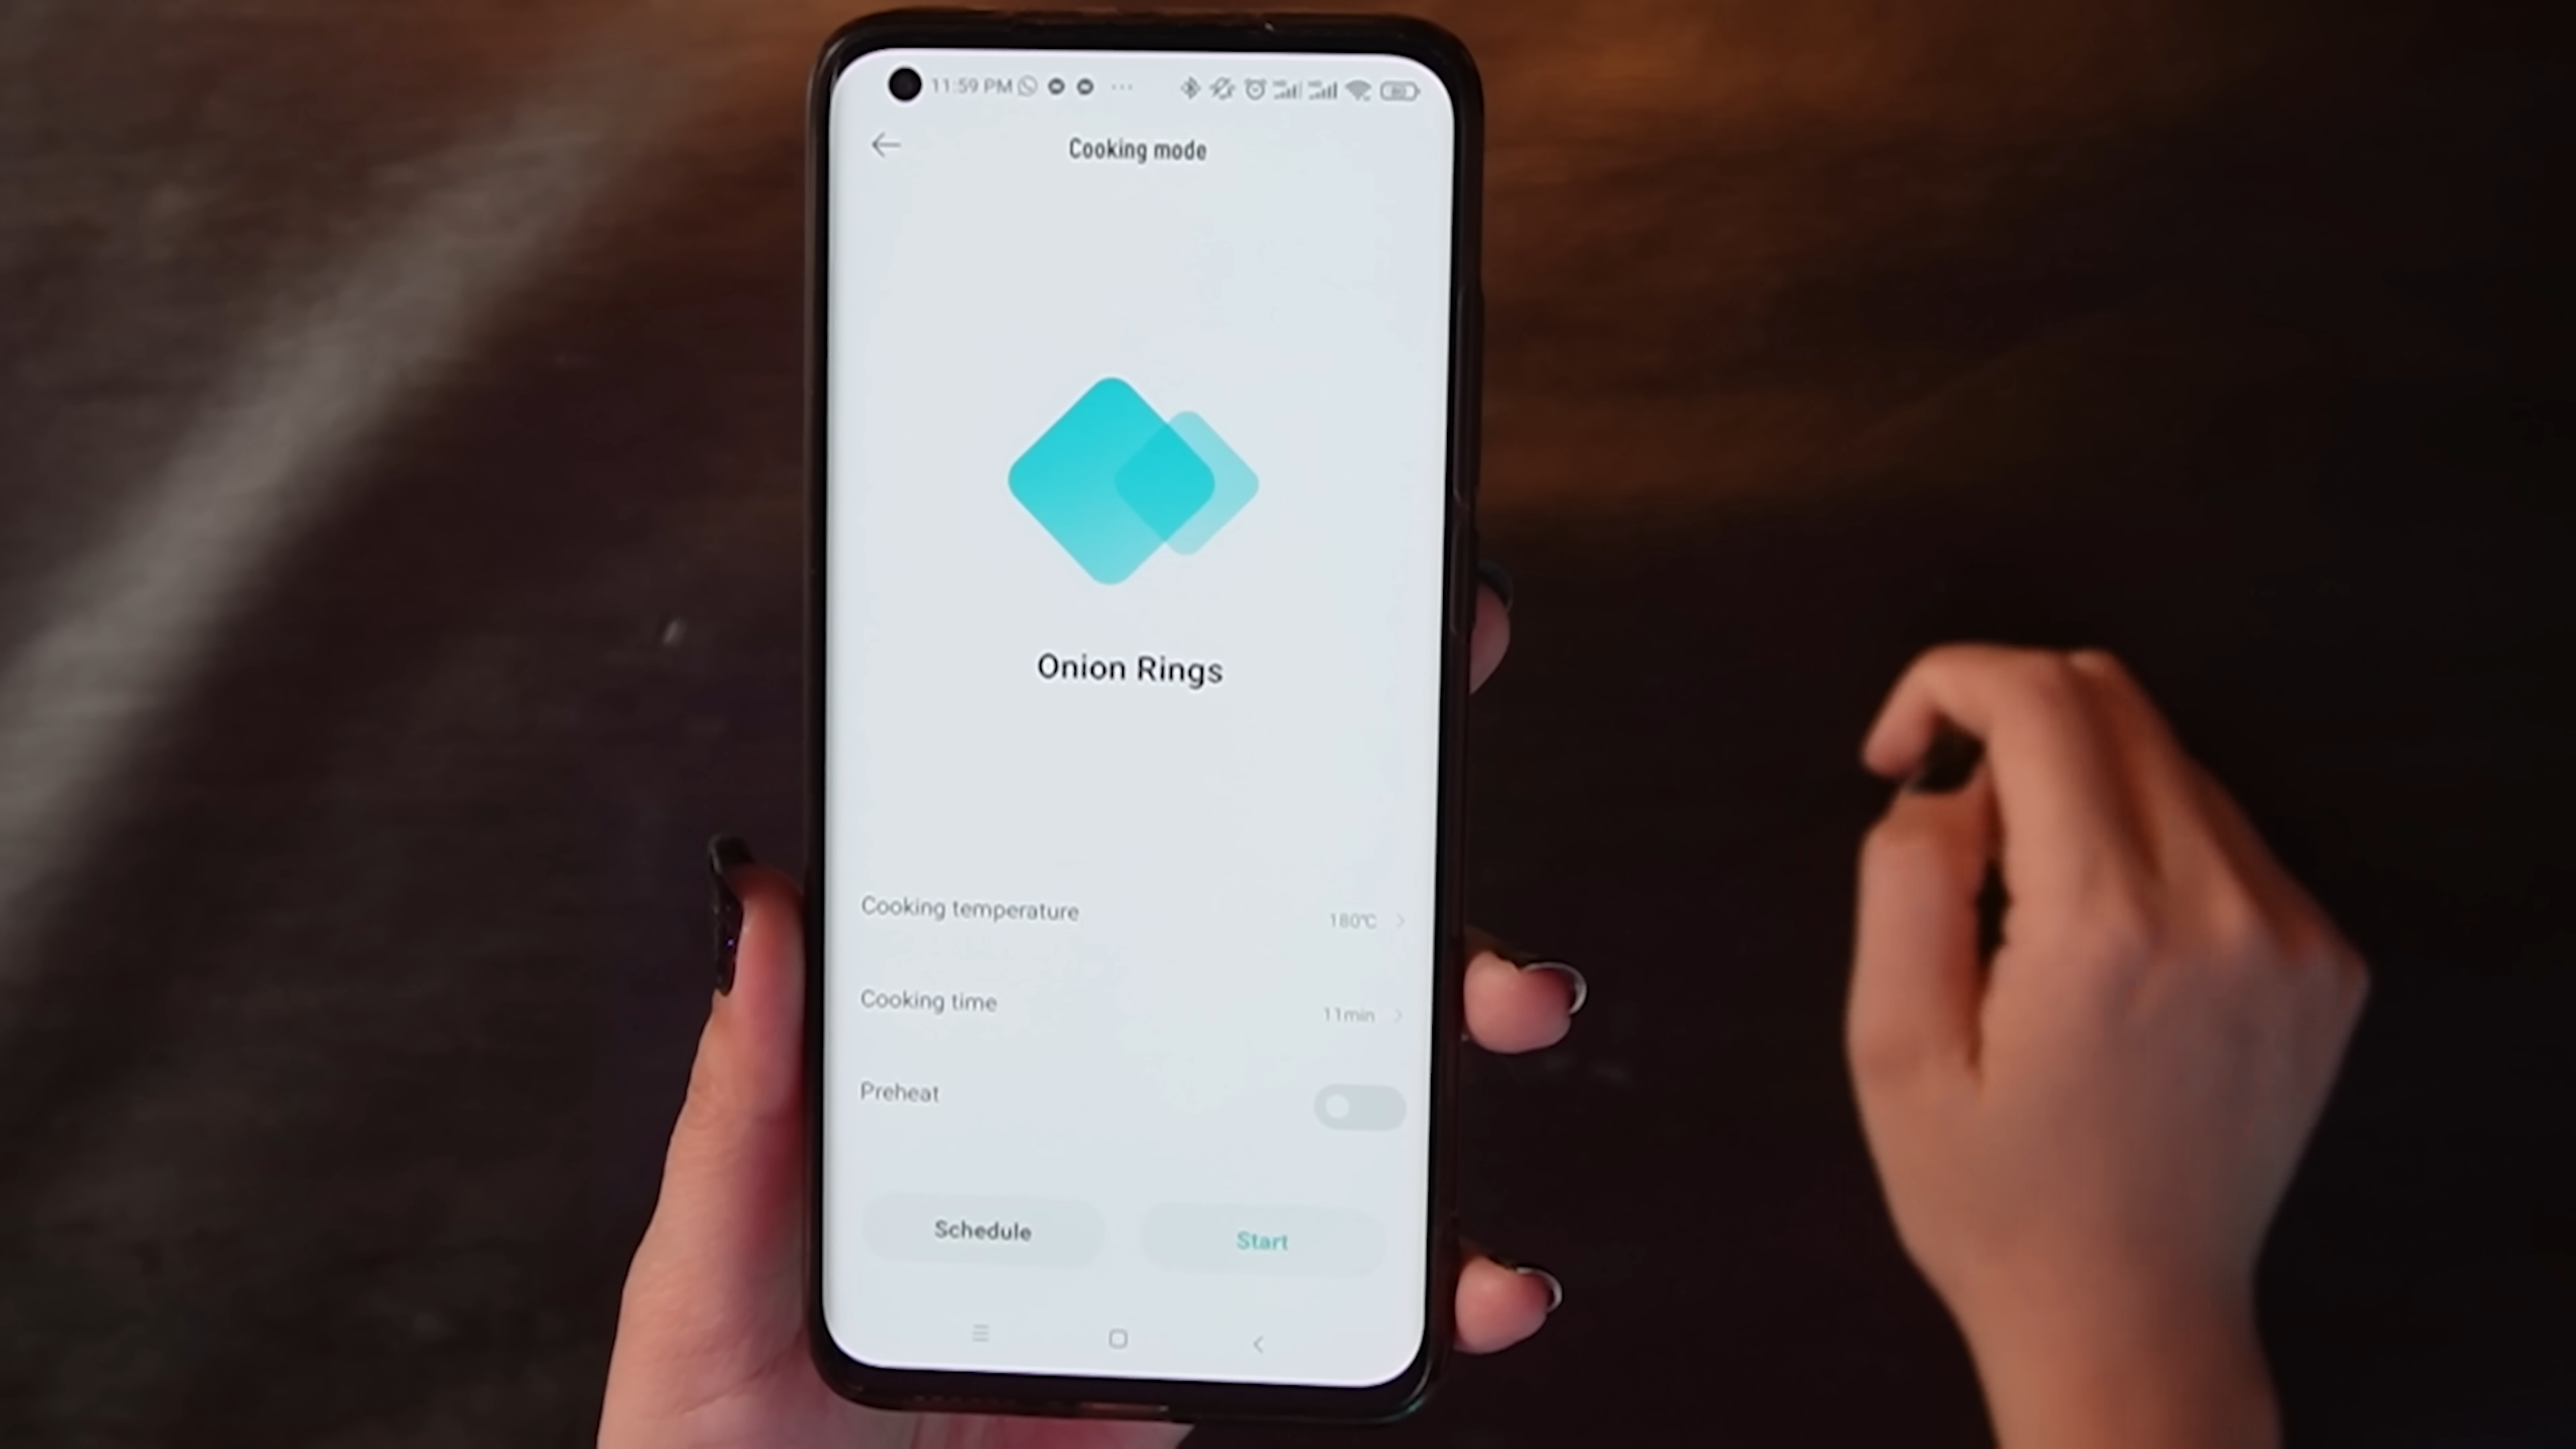 11:59 PM
Cooking mode
Onion Rings
Cooking temperature 180℃
Cooking time 11min
Preheat
Schedule Start